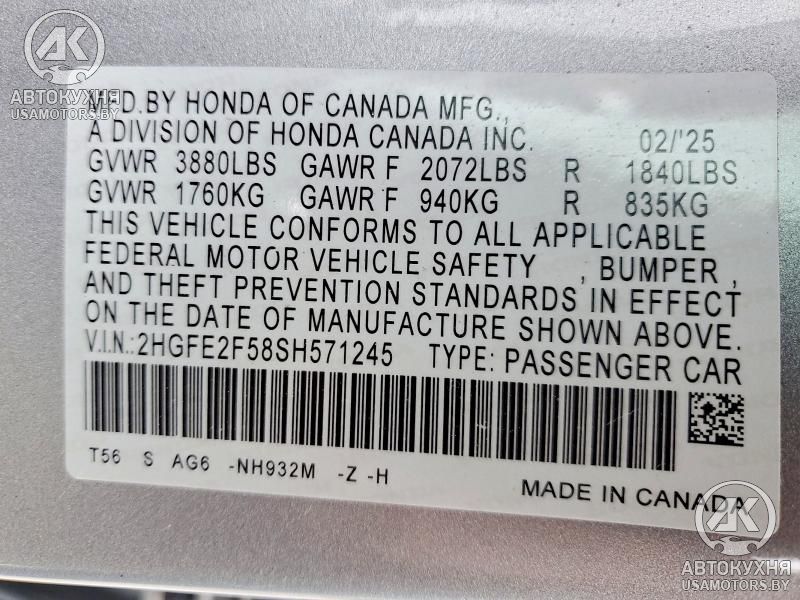 AK
АВТОКУХНЯ
USAMOTORS.BY
MFD.BY HONDA OF CANADA MFG.,
A DIVISION OF HONDA CANADA INC. 02/'25
GVWR 3880LBS GAWR F 2072LBS R 1840LBS
GVWR 1760KG GAWR F 940KG R 835KG
THIS VEHICLE CONFORMS TO ALL APPLICABLE
FEDERAL MOTOR VEHICLE SAFETY , BUMPER ,
AND THEFT PREVENTION STANDARDS IN EFFECT
ON THE DATE OF MANUFACTURE SHOWN ABOVE.
V.I.N.:2HGFE2F58SH571245 TYPE: PASSENGER CAR
T56 S AG6 -NH932M -Z -H
MADE IN CANADA
AK
АВТОКУХНЯ
USAMOTORS.BY